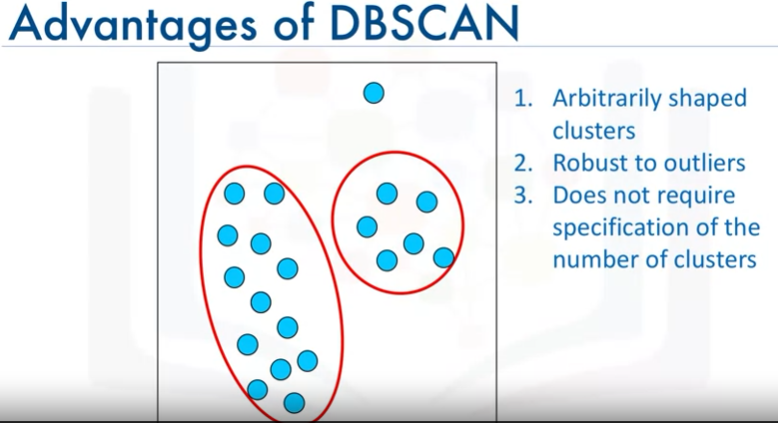 Advantages of DBSCAN
1. Arbitrarily shaped
clusters
2. Robust to outliers
3. Does not require
specification of the
number of clusters